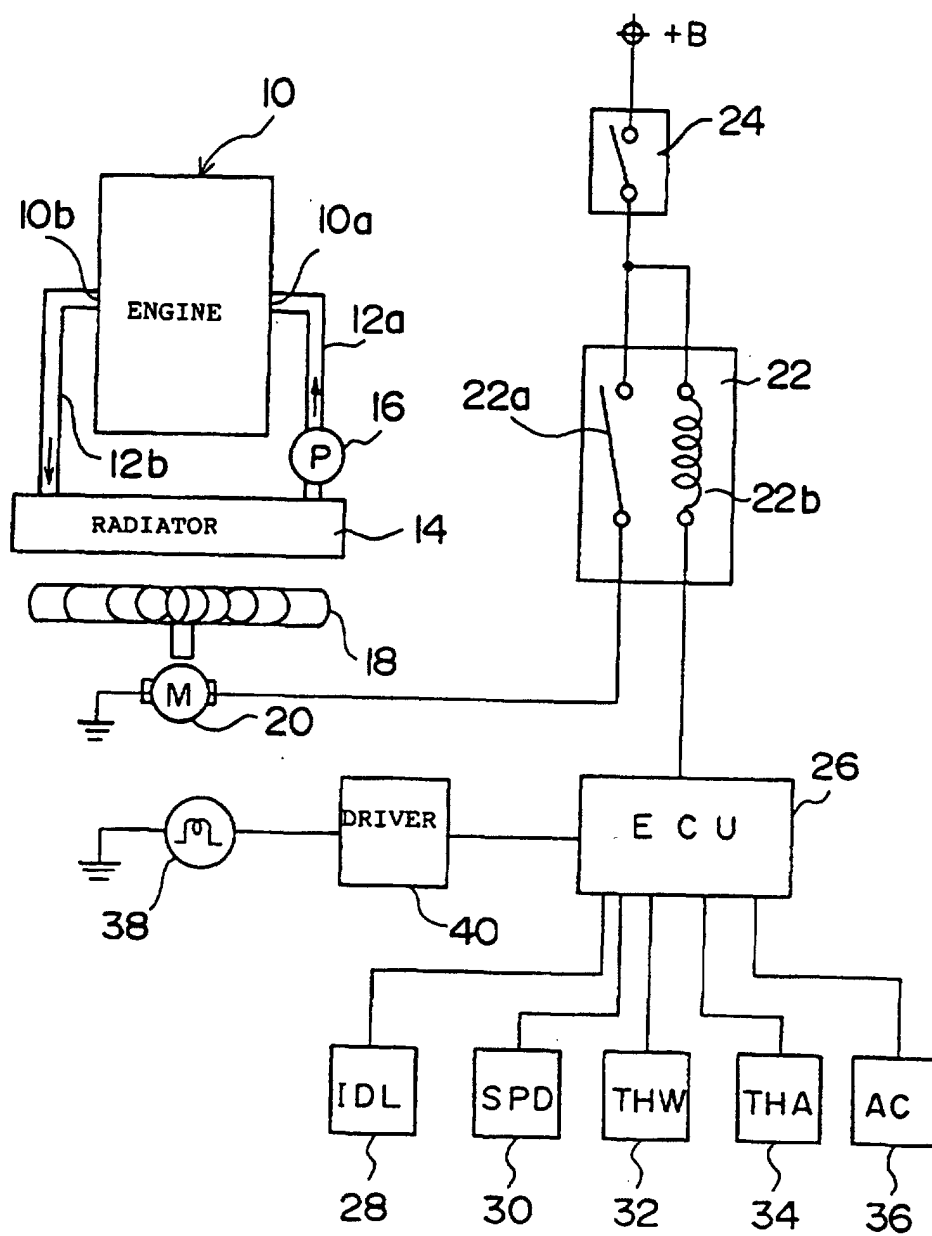 +B
24
10
10b
10a
ENGINE
12a
16
P
12b
RADIATOR
14
22a
22
22b
18
M
20
26
E C U
DRIVER
38
40
IDL
SPD
THW
THA
AC
28
30
32
34
36